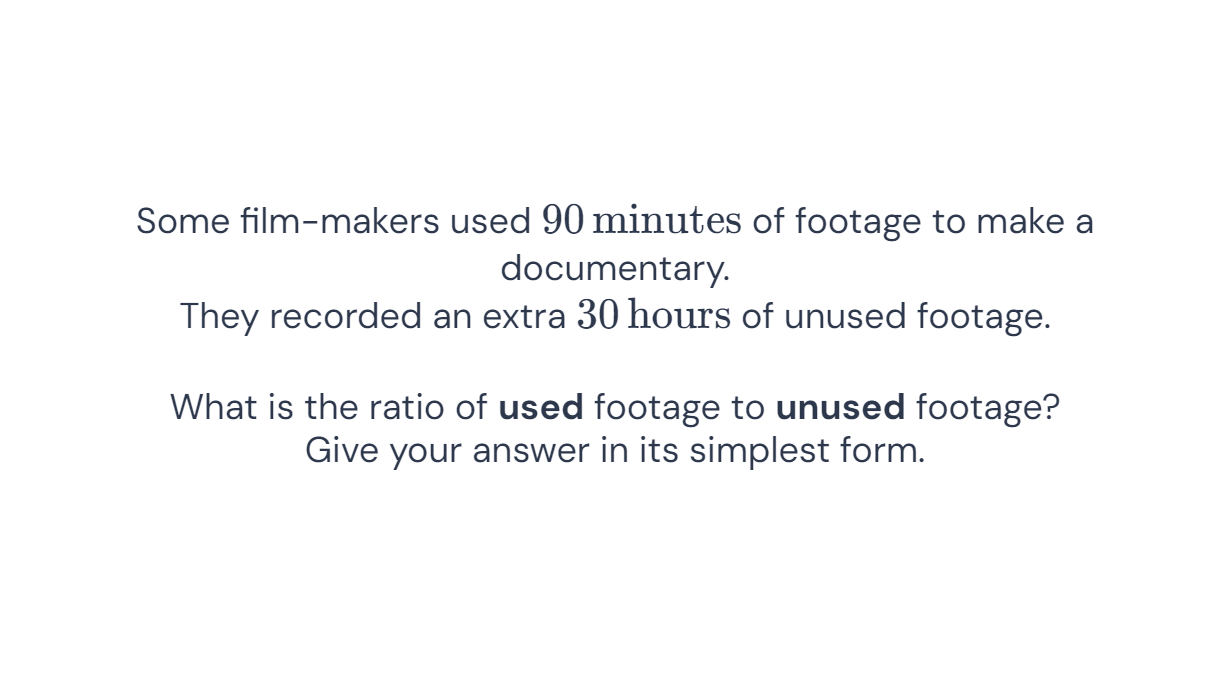 Some film-makers used 90 minutes of footage to make a
documentary.
They recorded an extra 30 hours of unused footage.
What is the ratio of used footage to unused footage?
Give your answer in its simplest form.